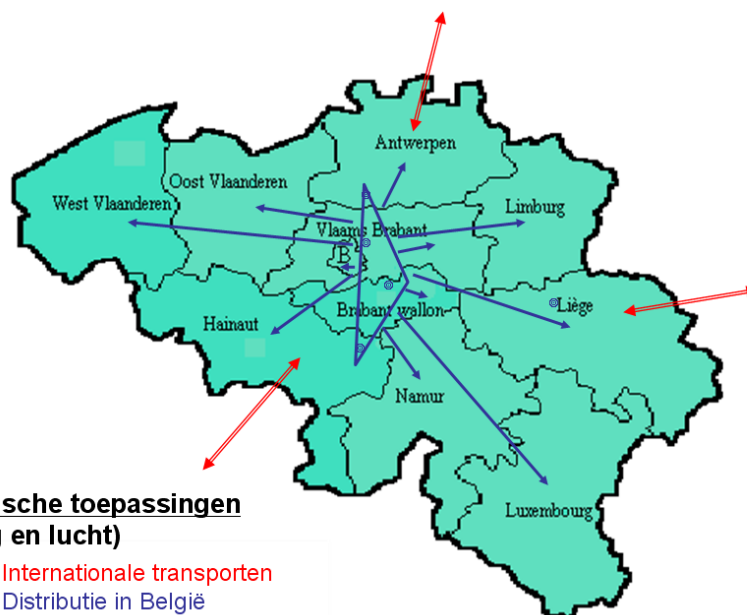 Antwerpen
Oost Vlaanderen
West Vlaanderen
Limburg
Vlaams Brabant
B
Liège
Brabant wallon
Hainaut
Namur
Luxembourg
sche toepassingen
en lucht)
Internationale transporten
Distributie in België